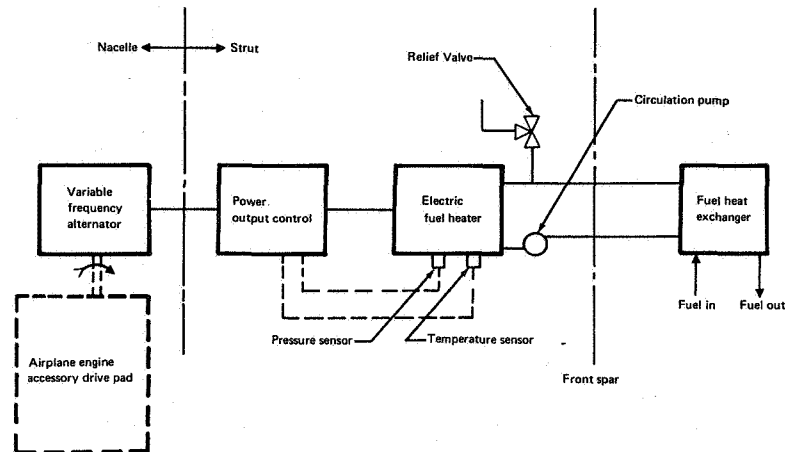 Nacelle
Strut
Relief Valve
Circulation pump
Variable
frequency
alternator
Power.
output control
Electric
fuel heater
Fuel heat
exchanger
Fuel in
Fuel out
Pressure sensor
Temperature sensor
Airplane engine
accessory drive pad
Front spar